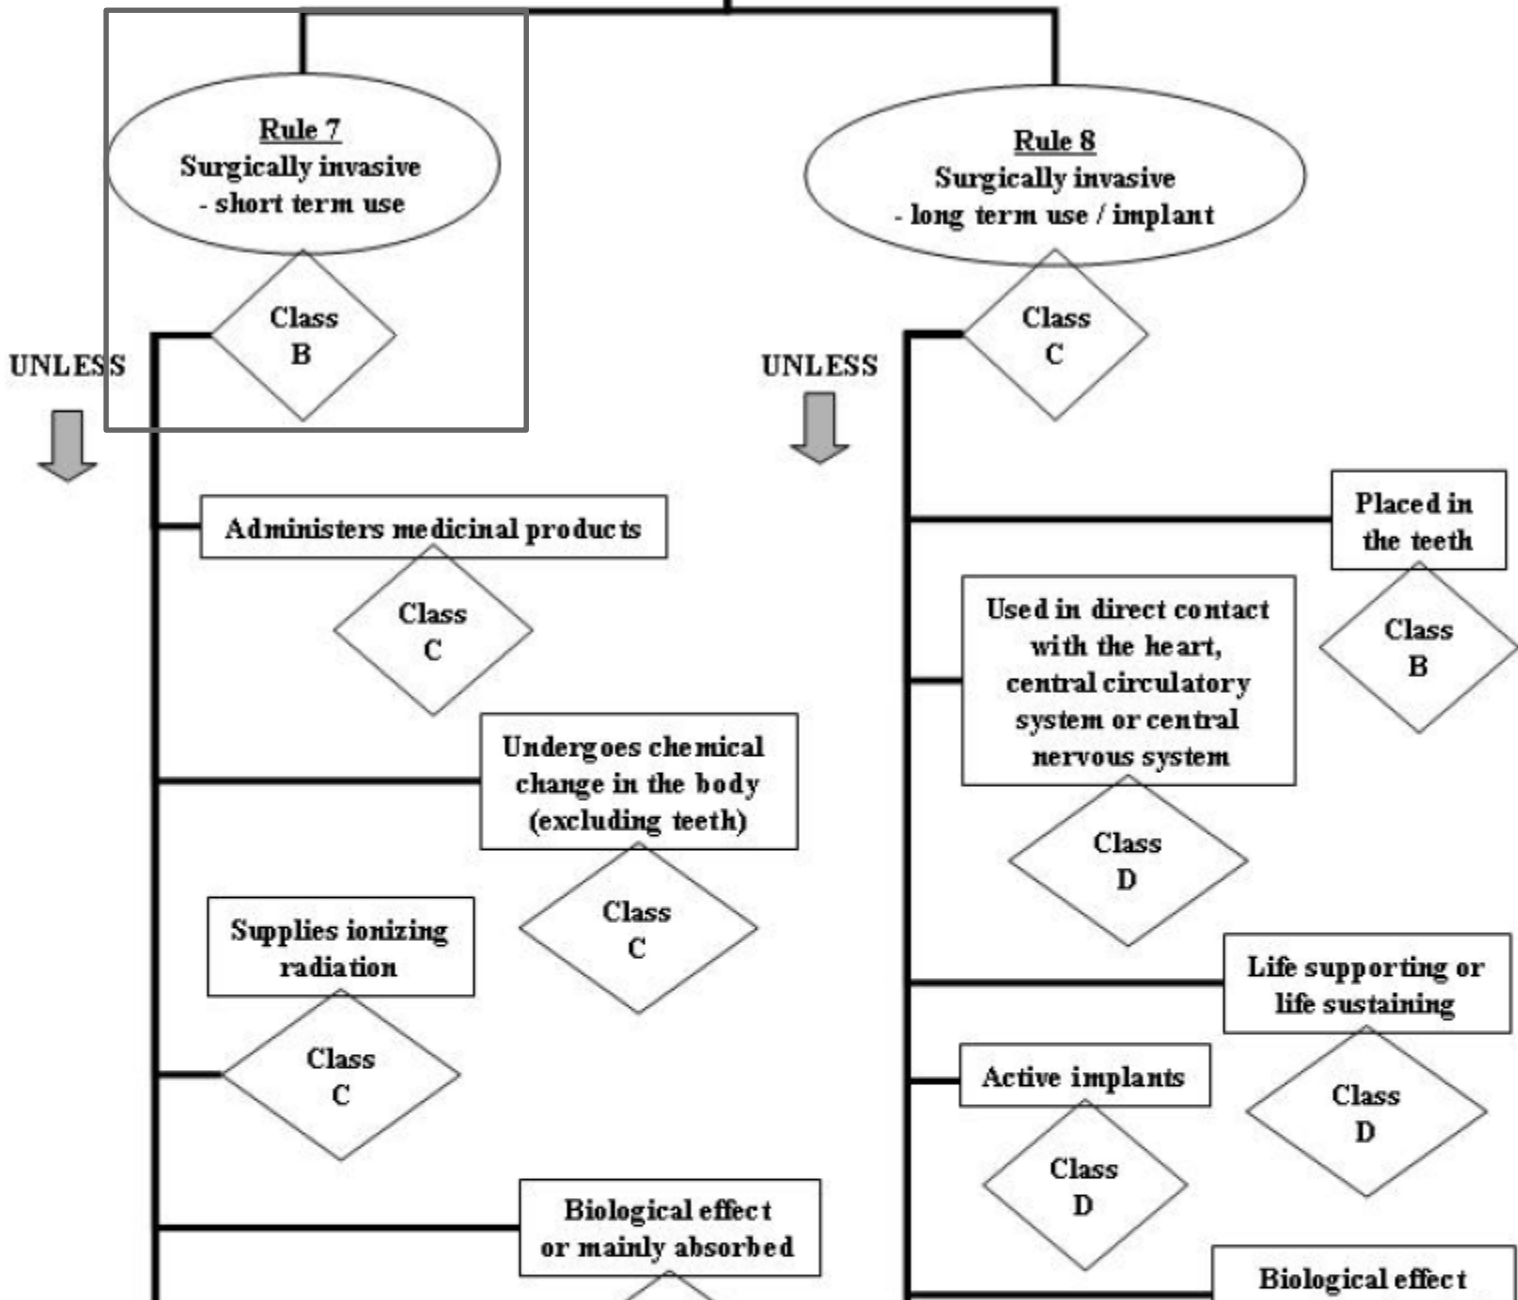 Rule 7
Surgically invasive
- short term use
Class
B
UNLESS
Administers medicinal products
Class
C
Undergoes chemical
change in the body
(excluding teeth)
Class
C
Supplies ionizing
radiation
Class
C
Biological effect
or mainly absorbed
Rule 8
Surgically invasive
- long term use / implant
Class
C
UNLESS
Placed in
the teeth
Class
B
Used in direct contact
with the heart,
central circulatory
system or central
nervous system
Class
D
Life supporting or
life sustaining
Class
D
Active implants
Class
D
Biological effect